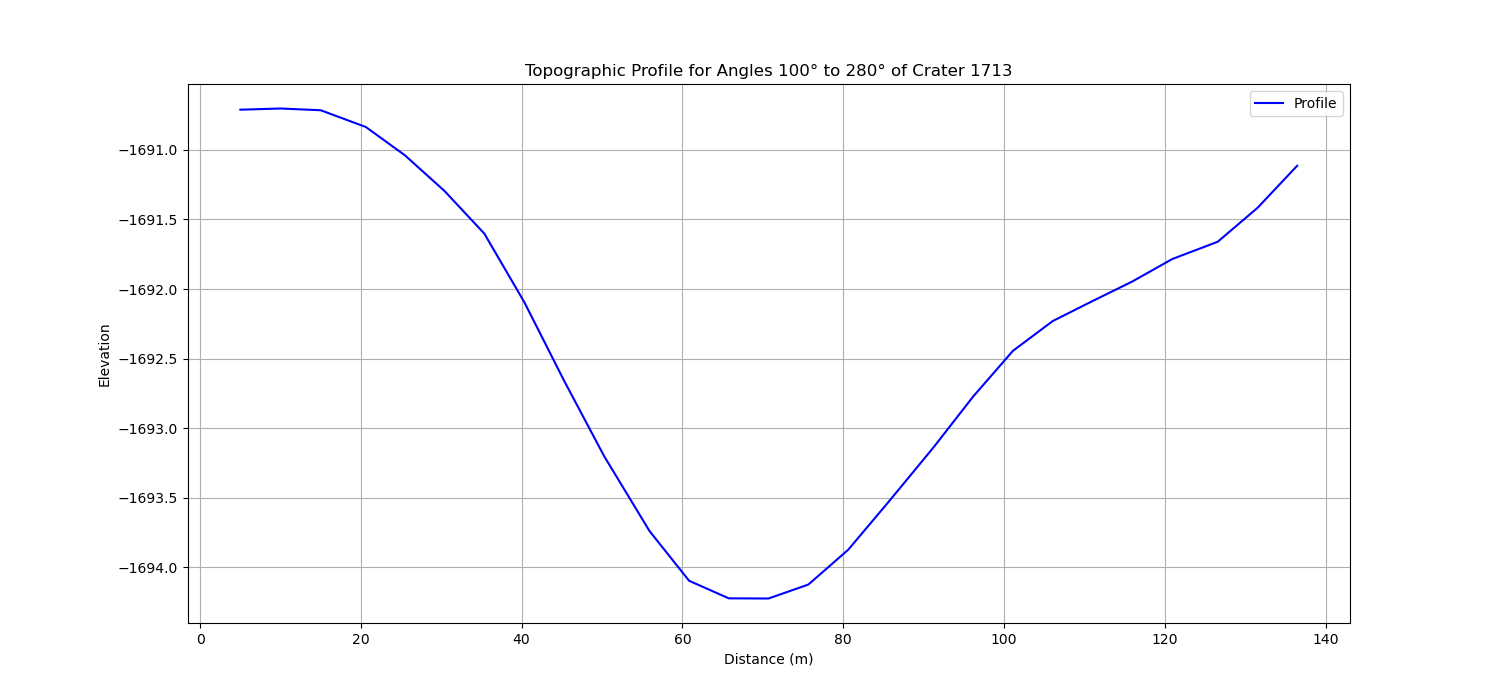 Topographic Profile for Angles 100° to 280° of Crater 1713
Profile
−1691.0
−1691.5
−1692.0
−1692.5
−1693.0
−1693.5
−1694.0
Elevation
0 20 40 60 80 100 120 140
Distance (m)